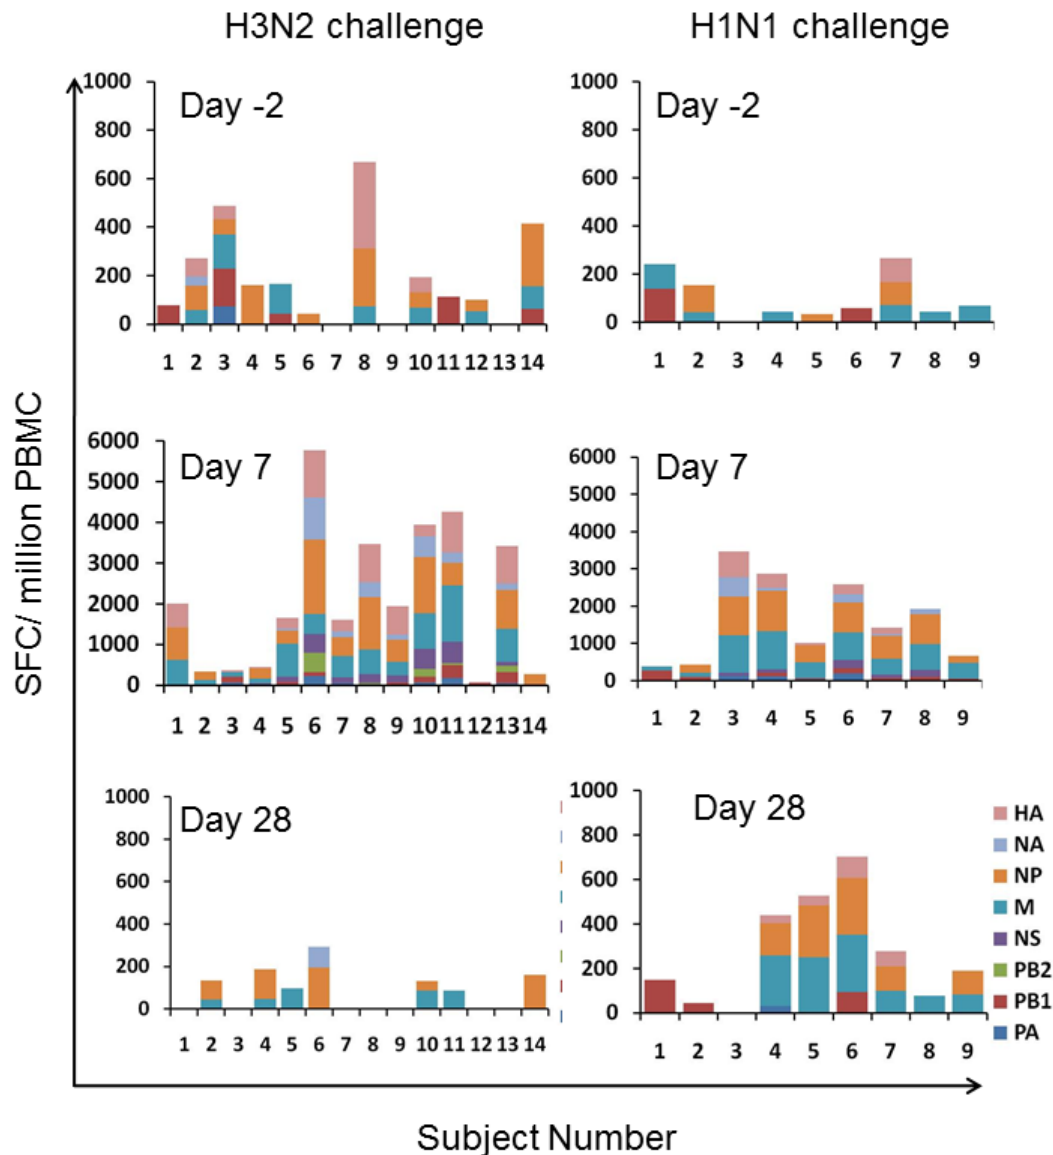 H3N2 challenge
H1N1 challenge
SFC/ million PBMC
Day -2
1000
800
600
400
200
0
1 2 3 4 5 6 7 8 9 10 11 12 13 14
Day -2
1000
800
600
400
200
0
1 2 3 4 5 6 7 8 9
Day 7
6000
5000
4000
3000
2000
1000
0
1 2 3 4 5 6 7 8 9 10 11 12 13 14
Day 7
6000
5000
4000
3000
2000
1000
0
1 2 3 4 5 6 7 8 9
Day 28
1000
800
600
400
200
0
1 2 3 4 5 6 7 8 9 10 11 12 13 14
Day 28
1000
800
600
400
200
0
1 2 3 4 5 6 7 8 9
HA
NA
NP
M
NS
PB2
PB1
PA
Subject Number